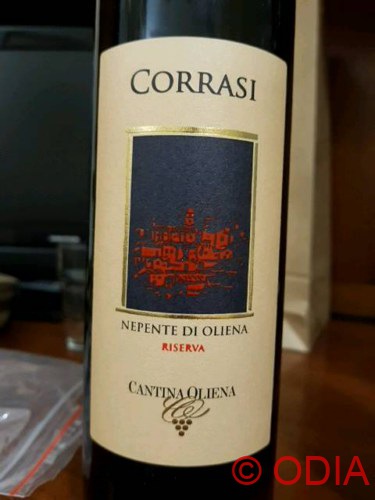 CORRASI
NEPENTE DI OLIENA
RISERVA
CANTINA OLIENA
© ODIA